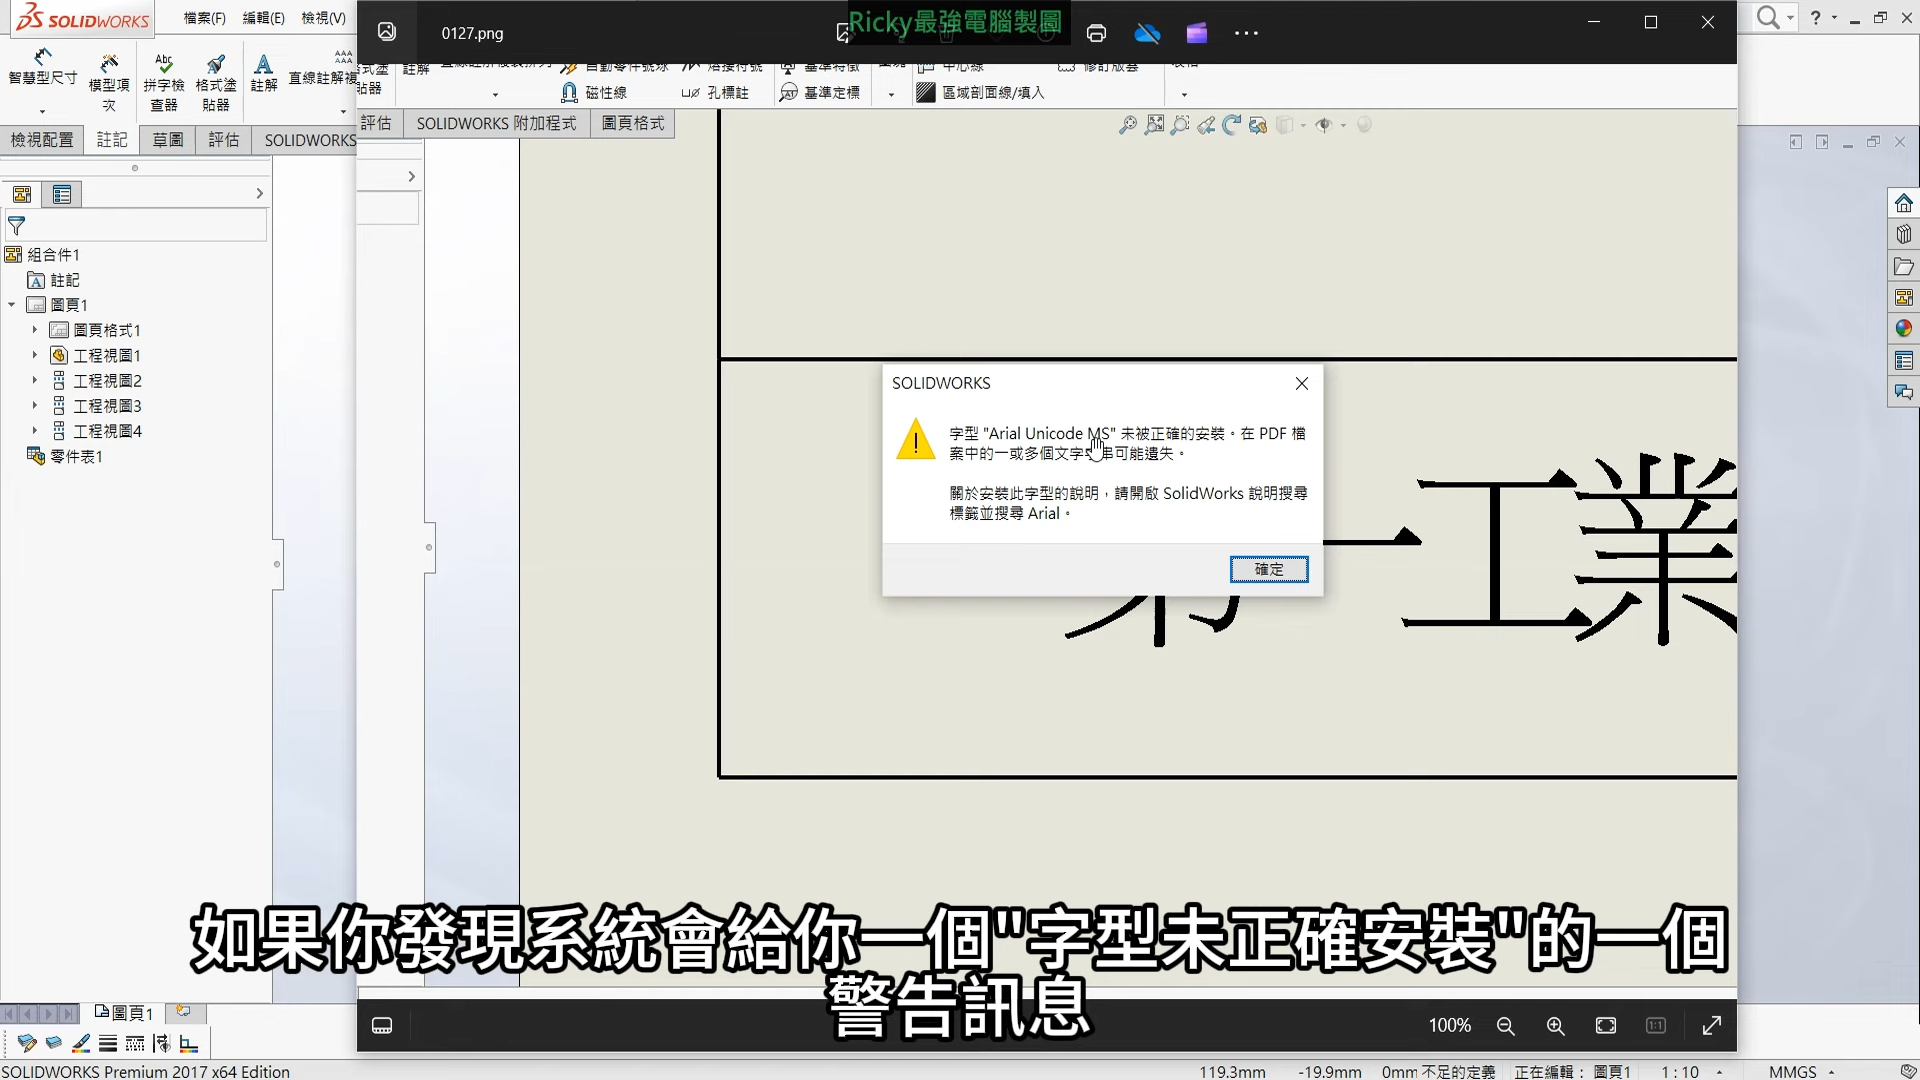 SOLIDWORKS
檔案(F) 編輯(E) 檢視(V)
0127.png
Ricky最強電腦製圖
智慧型尺寸
模型項次
拼字檢查器
格式塗貼器
註解
磁性線
孔標註
基準定標
區域剖面線/填入
檢視配置
註記
草圖
評估
SOLIDWORKS
評估
SOLIDWORKS 附加程式
圖頁格式
組合件1
註記
圖頁1
圖頁格式1
工程視圖1
工程視圖2
工程視圖3
工程視圖4
零件表1
SOLIDWORKS
字型 "Arial Unicode MS" 未被正確的安裝。在 PDF 檔
案中的一或多個文字字串可能遺失。
關於安裝此字型的說明，請開啟 SolidWorks 說明搜尋
標籤並搜尋 Arial。
確定
一工業
如果你發現系統會給你一個"字型未正確安裝"的一個
警告訊息
圖頁1
100%
1:1
SOLIDWORKS Premium 2017 x64 Edition
119.3mm
-19.9mm
0mm
不足的定義
正在編輯： 圖頁1
1 : 10
MMGS